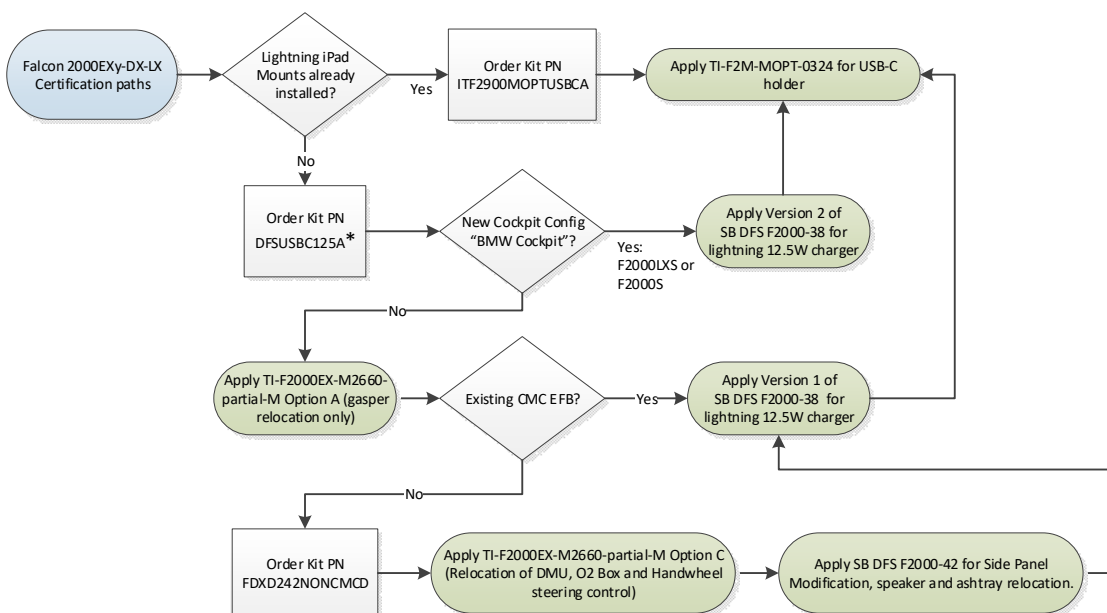 Falcon 2000EXy-DX-LX
Certification paths
Lightning iPad
Mounts already
installed?
Yes
Order Kit PN
ITF2900MOPTUSBCA
Apply TI-F2M-MOPT-0324 for USB-C
holder
No
Order Kit PN
DFSUSBC125A*
New Cockpit Config
“BMW Cockpit”?
Yes:
F2000LXS or
F2000S
Apply Version 2 of
SB DFS F2000-38 for
lightning 12.5W charger
No
Apply TI-F2000EX-M2660-
partial-M Option A (gasper
relocation only)
Existing CMC EFB?
Yes
Apply Version 1 of
SB DFS F2000-38 for
lightning 12.5W charger
No
Order Kit PN
FDXD242NONCMCD
Apply TI-F2000EX-M2660-partial-M Option C
(Relocation of DMU, O2 Box and Handwheel
steering control)
Apply SB DFS F2000-42 for Side Panel
Modification, speaker and ashtray relocation.